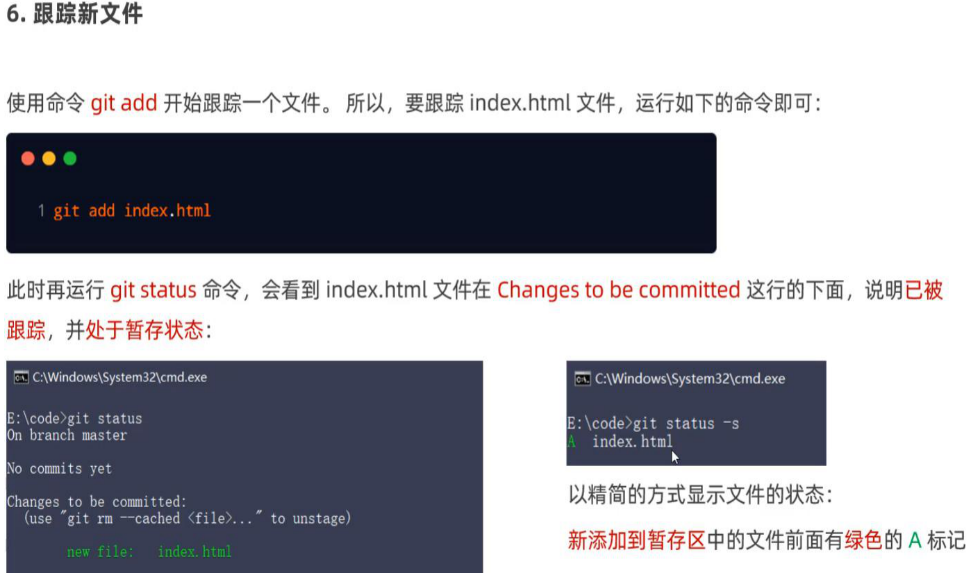 6. 跟踪新文件
使用命令 git add 开始跟踪一个文件。 所以，要跟踪 index.html 文件，运行如下的命令即可：
1 git add index.html
此时再运行 git status 命令，会看到 index.html 文件在 Changes to be committed 这行的下面，说明已被
跟踪，并处于暂存状态：
C:\Windows\System32\cmd.exe
E:\code>git status
On branch master
No commits yet
Changes to be committed:
(use "git rm --cached <file>..." to unstage)
new file: index.html
C:\Windows\System32\cmd.exe
E:\code>git status -s
A index.html
以精简的方式显示文件的状态：
新添加到暂存区中的文件前面有绿色的 A 标记